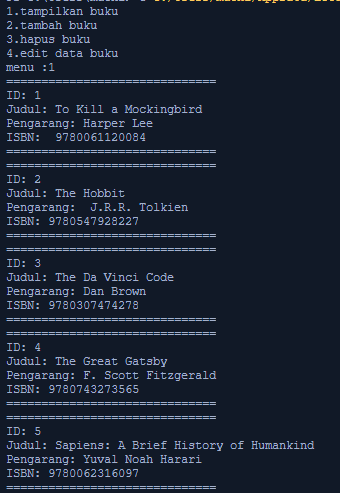 1.tampilkan buku
2.tambah buku
3.hapus buku
4.edit data buku
menu :1
==============================
ID: 1
Judul: To Kill a Mockingbird
Pengarang: Harper Lee
ISBN:  9780061120084
==============================
==============================
ID: 2
Judul: The Hobbit
Pengarang:  J.R.R. Tolkien
ISBN: 9780547928227
==============================
==============================
ID: 3
Judul: The Da Vinci Code
Pengarang: Dan Brown
ISBN: 9780307474278
==============================
==============================
ID: 4
Judul: The Great Gatsby
Pengarang: F. Scott Fitzgerald
ISBN: 9780743273565
==============================
==============================
ID: 5
Judul: Sapiens: A Brief History of Humankind
Pengarang: Yuval Noah Harari
ISBN: 9780062316097
==============================